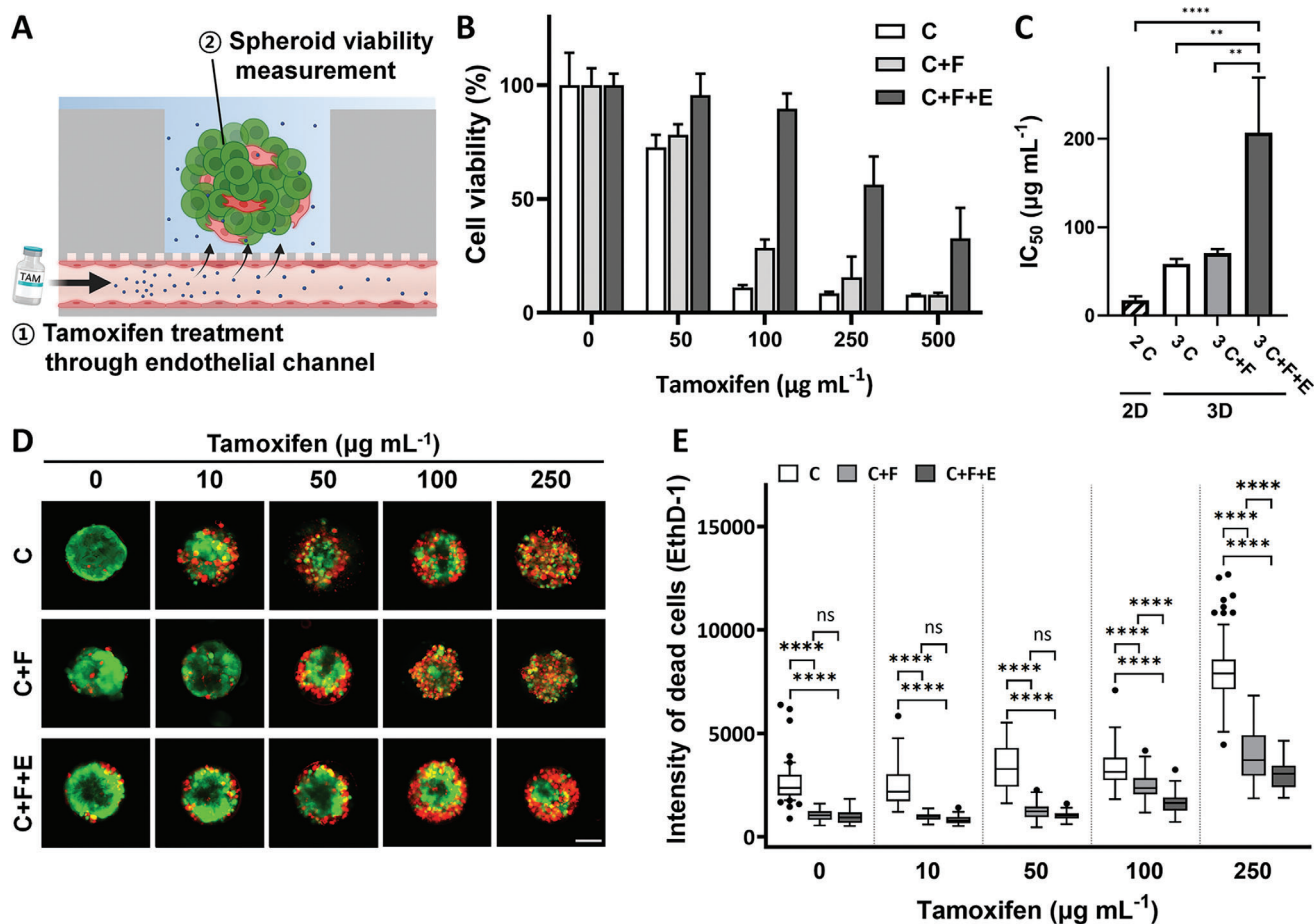 A
② Spheroid viability
measurement
TAM
① Tamoxifen treatment
through endothelial channel
B
Cell viability (%)
100
50
0
C
C+F
C+F+E
0 50 100 250 500
Tamoxifen (µg mL⁻¹)
C
IC₅₀ (µg mL⁻¹)
****
**
**
200
100
0
2 C 3 C 3 C+F 3 C+F+E
2D 3D
D
Tamoxifen (µg mL⁻¹)
0 10 50 100 250
C
C+F
C+F+E
E
C C+F C+F+E
Intensity of dead cells (EthD-1)
15000
10000
5000
0
ns
****
****
ns
****
****
ns
****
****
****
****
****
****
****
****
0 10 50 100 250
Tamoxifen (µg mL⁻¹)